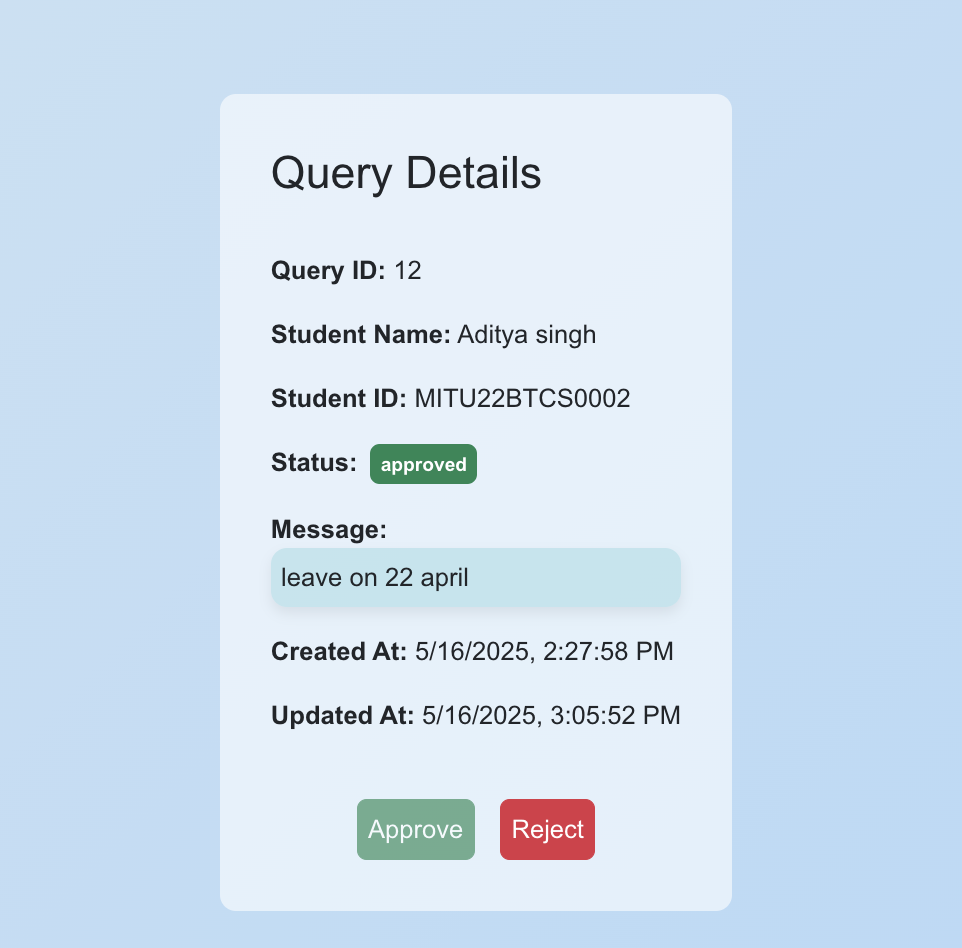 Query Details
Query ID: 12
Student Name: Aditya singh
Student ID: MITU22BTCS0002
Status: approved
Message:
leave on 22 april
Created At: 5/16/2025, 2:27:58 PM
Updated At: 5/16/2025, 3:05:52 PM
Approve Reject